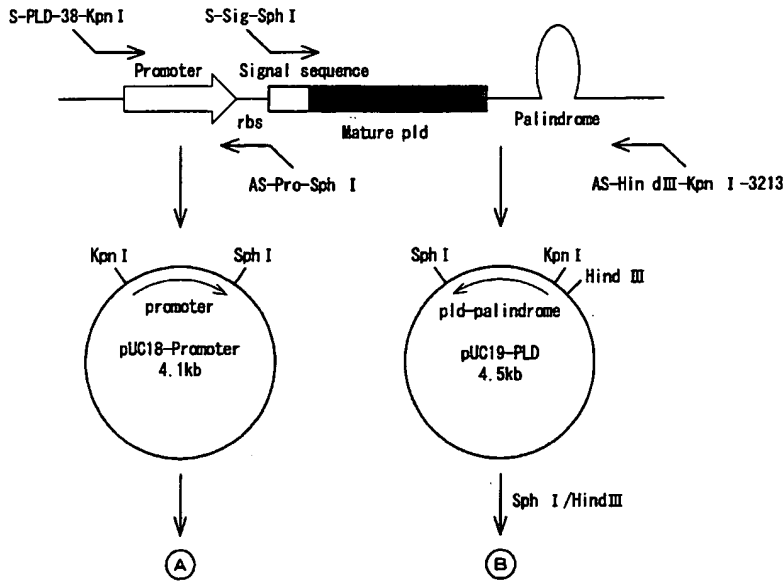 S-PLD-38-Kpn I
S-Sig-Sph I
Promoter
Signal sequence
rbs
Mature pld
Palindrome
AS-Pro-Sph I
AS-Hin dIII-Kpn I-3213
Kpn I
Sph I
promoter
pUC18-Promoter
4.1kb
Sph I
Kpn I
Hind III
pld-palindrome
pUC19-PLD
4.5kb
Sph I/HindIII
A
B